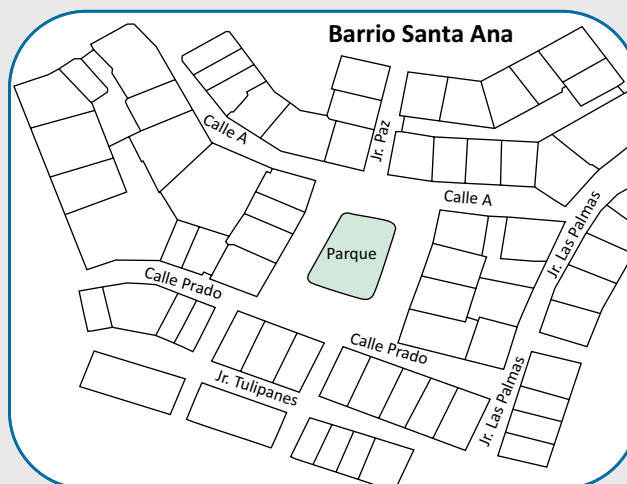 Barrio Santa Ana
Calle A
Jr. Paz
Calle A
Jr. Las Palmas
Parque
Calle Prado
Calle Prado
Jr. Tulipanes
Jr. Las Palmas